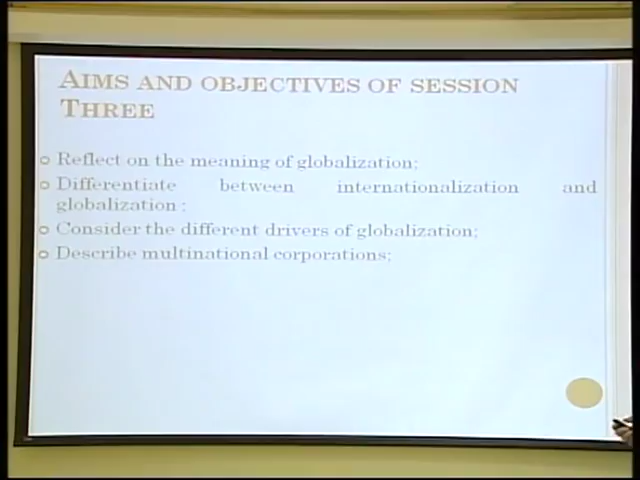 AIMS AND OBJECTIVES OF SESSION
THREE
Reflect on the meaning of globalization;
Differentiate between internationalization and
globalization ;
Consider the different drivers of globalization;
Describe multinational corporations;